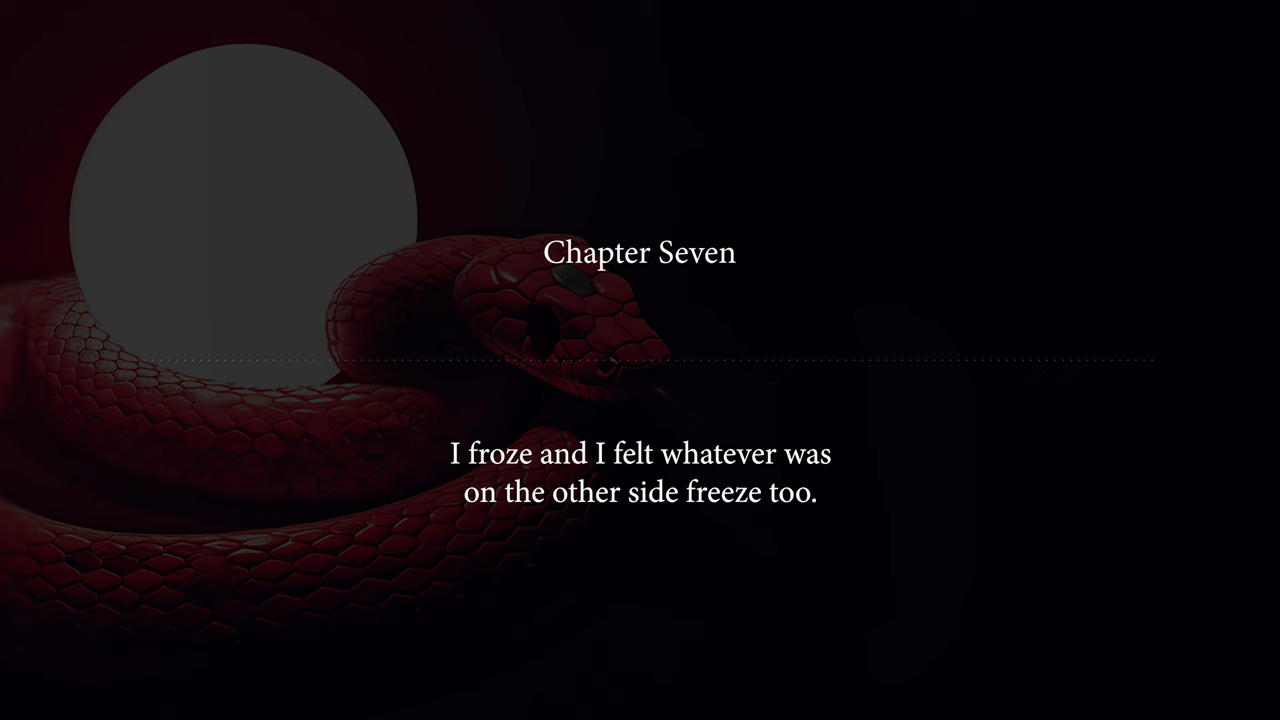 Chapter Seven
I froze and I felt whatever was
on the other side freeze too.